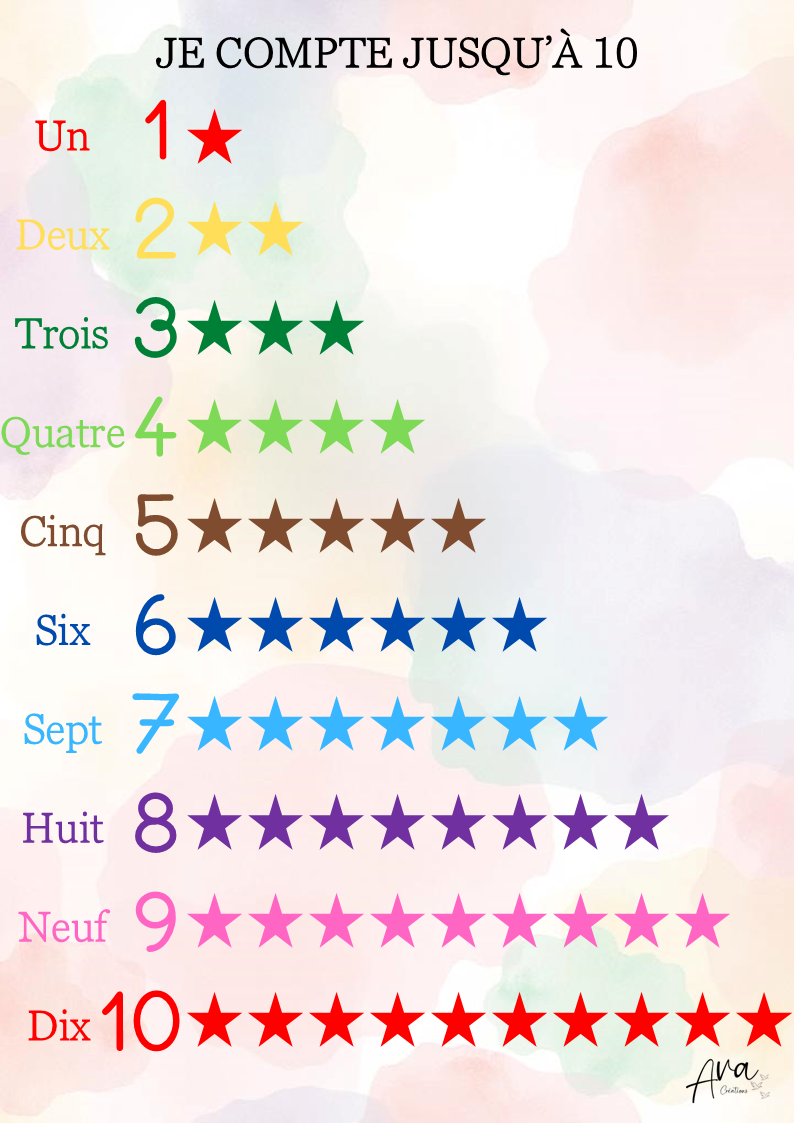 JE COMPTE JUSQU'À 10
Un 1
Deux 2
Trois 3
Quatre 4
Cinq 5
Six 6
Sept 7
Huit 8
Neuf 9
Dix 10
Ara
Créations